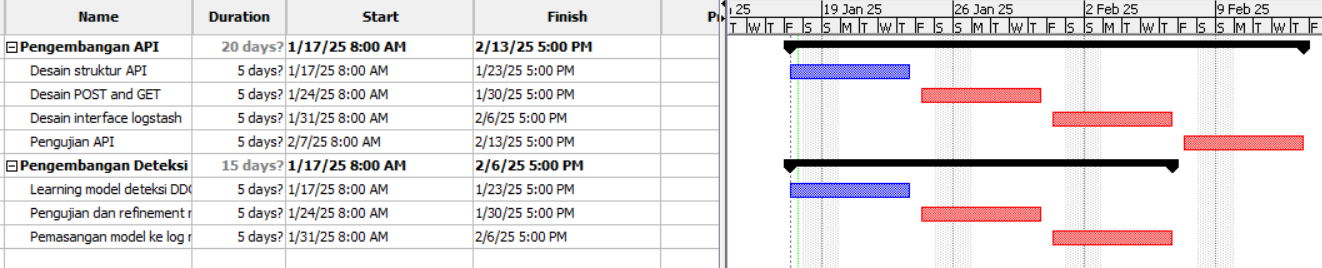 Name Duration Start Finish
25 19 Jan 25 26 Jan 25 2 Feb 25 9 Feb 25
T W T F S S M T W T F S S M T W T F S S M T W T F S S M T W T F
Pengembangan API 20 days? 1/17/25 8:00 AM 2/13/25 5:00 PM
Desain struktur API 5 days? 1/17/25 8:00 AM 1/23/25 5:00 PM
Desain POST and GET 5 days? 1/24/25 8:00 AM 1/30/25 5:00 PM
Desain interface logstash 5 days? 1/31/25 8:00 AM 2/6/25 5:00 PM
Pengujian API 5 days? 2/7/25 8:00 AM 2/13/25 5:00 PM
Pengembangan Deteksi 15 days? 1/17/25 8:00 AM 2/6/25 5:00 PM
Learning model deteksi 5 days? 1/17/25 8:00 AM 1/23/25 5:00 PM
Pengujian dan refinement 5 days? 1/24/25 8:00 AM 1/30/25 5:00 PM
Pemasangan model ke log 5 days? 1/31/25 8:00 AM 2/6/25 5:00 PM